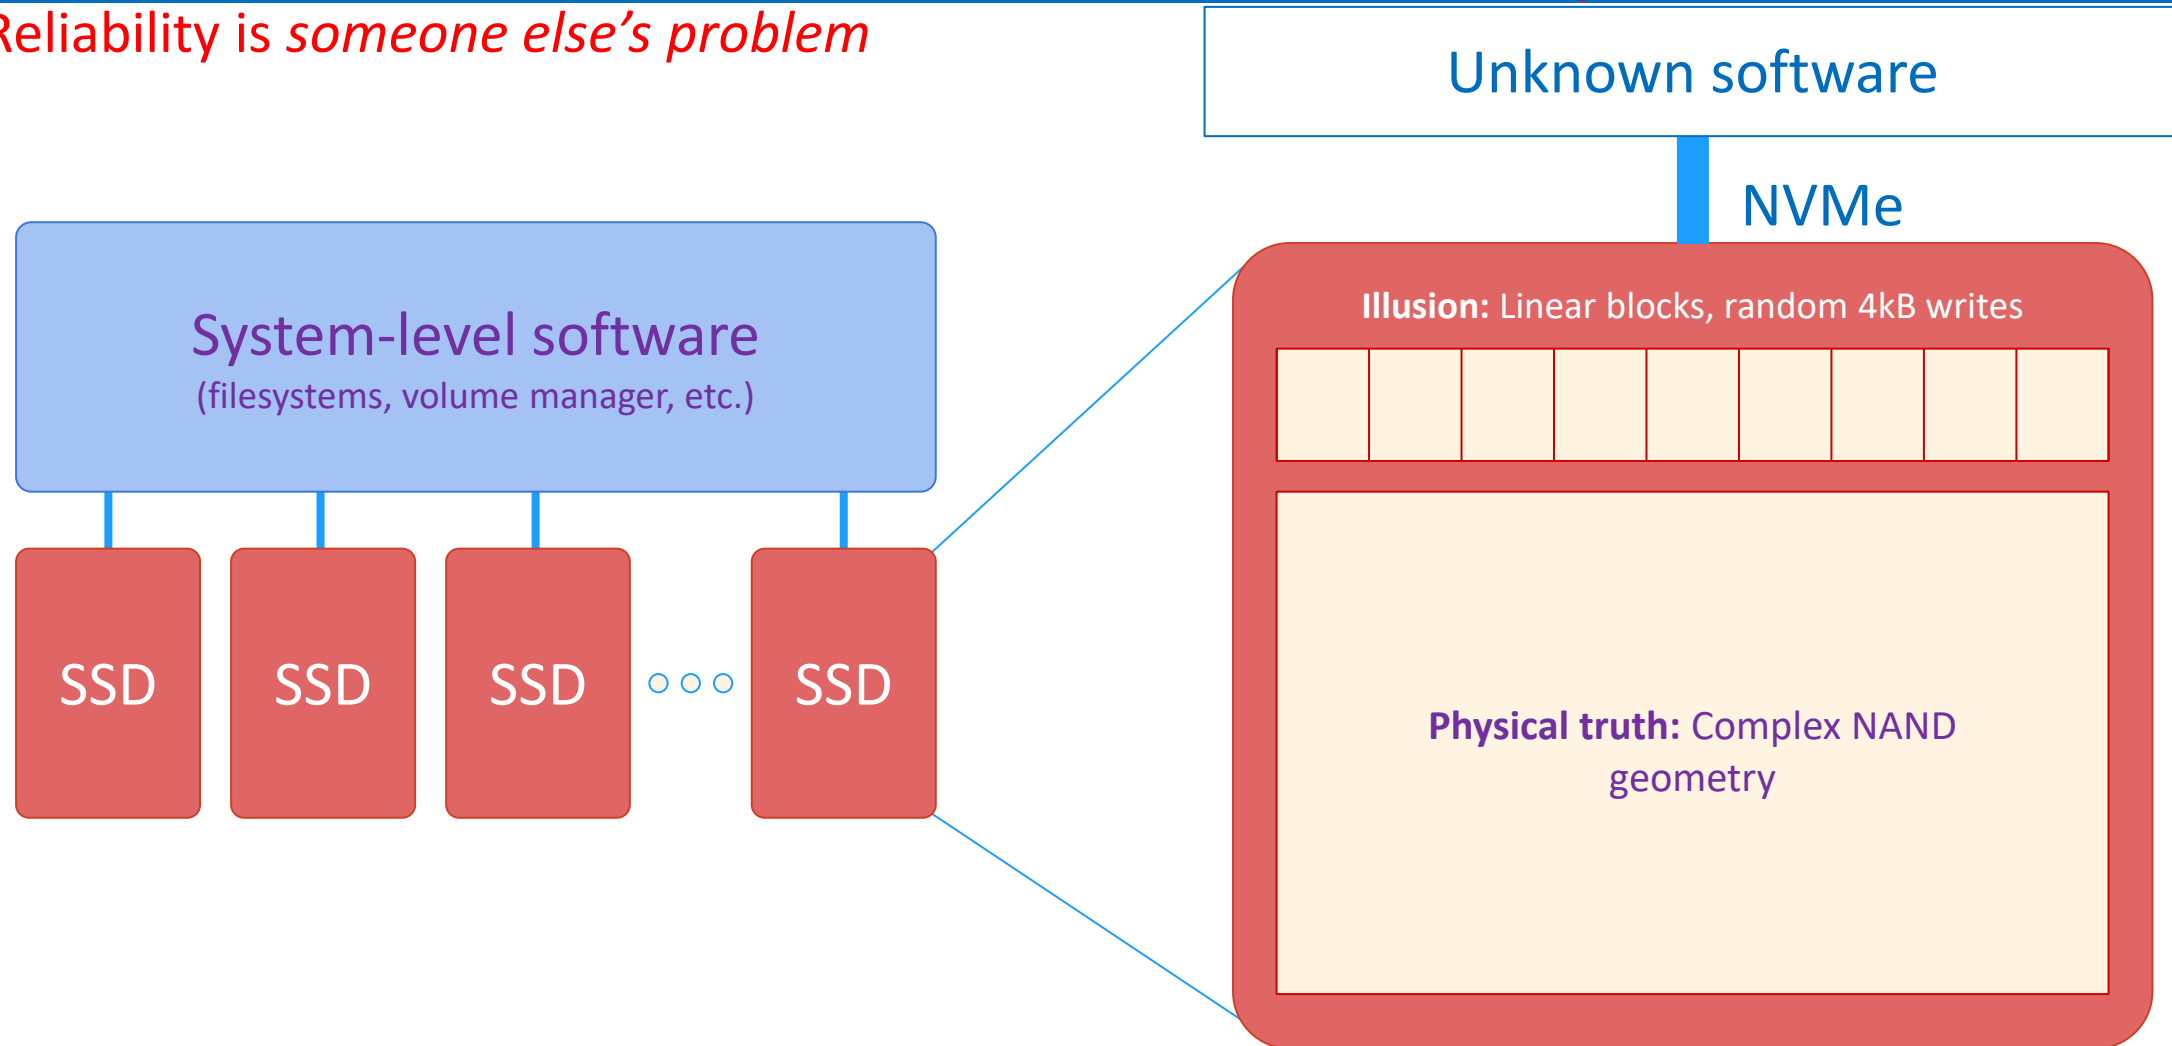 Reliability is someone else's problem
Unknown software
NVMe
System-level software
(filesystems, volume manager, etc.)
SSD
SSD
SSD
SSD
Illusion: Linear blocks, random 4kB writes
Physical truth: Complex NAND
geometry